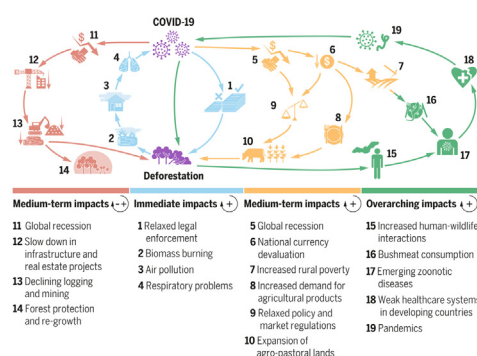 COVID-19
11
12
13
14
4
3
2
1
5
6
7
8
9
10
19
18
16
17
15
Deforestation
Medium-term impacts (-+)
11 Global recession
12 Slow down in
infrastructure and
real estate projects
13 Declining logging
and mining
14 Forest protection
and re-growth
Immediate impacts (+)
1 Relaxed legal
enforcement
2 Biomass burning
3 Air pollution
4 Respiratory problems
Medium-term impacts (+)
5 Global recession
6 National currency
devaluation
7 Increased rural poverty
8 Increased demand for
agricultural products
9 Relaxed policy and
market regulations
10 Expansion of
agro-pastoral lands
Overarching impacts (+)
15 Increased human-wildlife
interactions
16 Bushmeat consumption
17 Emerging zoonotic
diseases
18 Weak healthcare systems
in developing countries
19 Pandemics